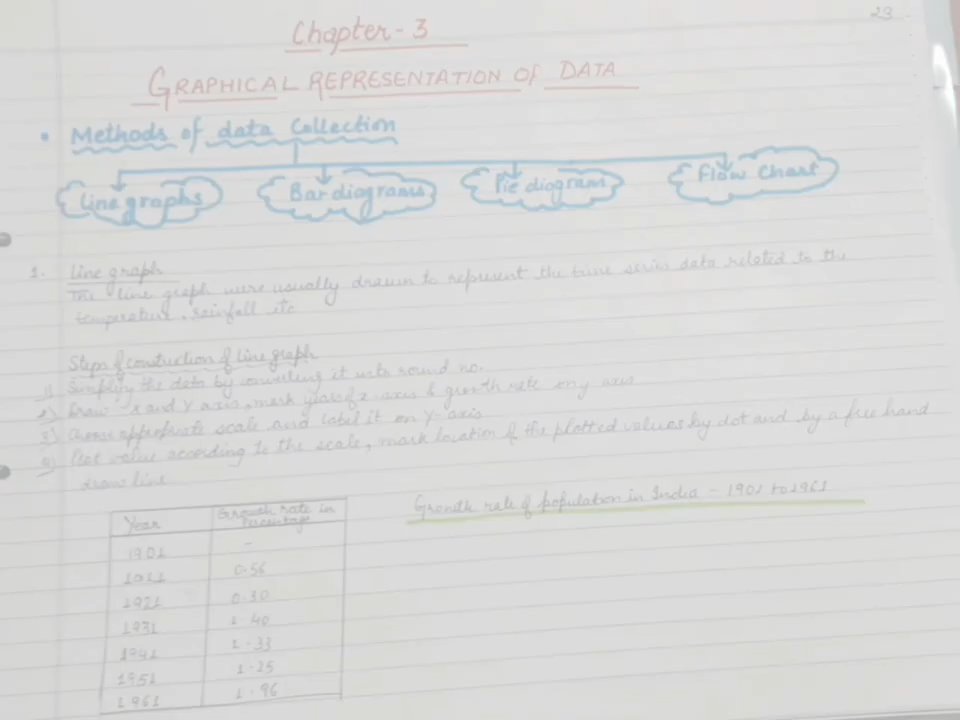 23
Chapter - 3
GRAPHICAL REPRESENTATION Of DATA
• Methods of data Collection
Line graphs Bar diagrams Pie diagram Flow Chart
1. Line graph
The line graph were usually drawn to represent the time series data related to the
temperature, rainfall etc
Steps of construction of line graph
1) Simplify the data by converting it into round no.
2) Draw x and Y axis, mark years of x axis & growth rate on y axis
3) Choose appropriate scale and label it on Y-axis
4) Plot value according to the scale, mark location of the plotted values by dot and by a free hand
draw line
Growth rate of population in India - 1901 to 1961
Year Growth rate in Percentage
1901 -
1911 0.56
1921 0.30
1931 1.40
1941 1.33
1951 1.25
1961 1.96